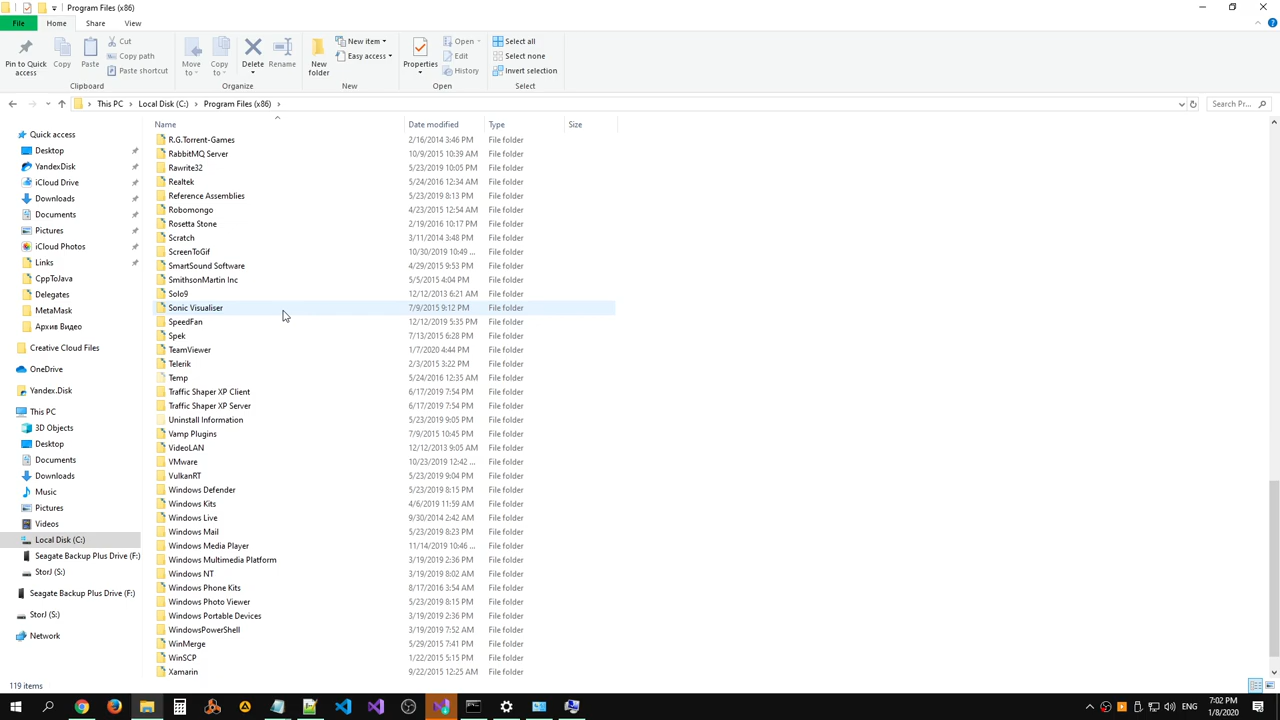 Program Files (x86)
File Home Share View
Pin to Quick access
Copy
Paste
Cut
Copy path
Paste shortcut
Move to
Copy to
Delete
Rename
New folder
New item
Easy access
Properties
Open
Edit
History
Select all
Select none
Invert selection
Clipboard Organize New Open Select
This PC > Local Disk (C:) > Program Files (x86) >
Search Pr...
Name Date modified Type Size
Quick access
Desktop
YandexDisk
iCloud Drive
Downloads
Documents
Pictures
iCloud Photos
Links
CppToJava
Delegates
MetaMask
Архив Видео
Creative Cloud Files
OneDrive
Yandex.Disk
This PC
3D Objects
Desktop
Documents
Downloads
Music
Pictures
Videos
Local Disk (C:)
Seagate Backup Plus Drive (F:)
StorJ (S:)
Seagate Backup Plus Drive (F:)
StorJ (S:)
Network
R.G.Torrent-Games 2/16/2014 3:46 PM File folder
RabbitMQ Server 10/9/2015 10:39 AM File folder
Rawrite32 5/23/2019 10:05 PM File folder
Realtek 5/24/2016 12:34 AM File folder
Reference Assemblies 5/23/2019 8:13 PM File folder
Robomongo 4/23/2015 12:54 AM File folder
Rosetta Stone 2/19/2016 10:17 PM File folder
Scratch 3/11/2014 3:48 PM File folder
ScreenToGif 10/30/2019 10:49 ... File folder
SmartSound Software 4/29/2015 9:53 PM File folder
SmithsonMartin Inc 5/5/2015 4:04 PM File folder
Solo9 12/12/2013 6:21 AM File folder
Sonic Visualiser 7/9/2015 9:12 PM File folder
SpeedFan 12/12/2019 5:35 PM File folder
Spek 7/13/2015 6:28 PM File folder
TeamViewer 1/7/2020 4:44 PM File folder
Telerik 2/3/2015 3:22 PM File folder
Temp 5/24/2016 12:35 AM File folder
Traffic Shaper XP Client 6/17/2019 7:54 PM File folder
Traffic Shaper XP Server 6/17/2019 7:54 PM File folder
Uninstall Information 5/23/2019 9:05 PM File folder
Vamp Plugins 7/9/2015 10:45 PM File folder
VideoLAN 12/12/2013 9:05 AM File folder
VMware 10/23/2019 12:42 ... File folder
VulkanRT 5/23/2019 9:04 PM File folder
Windows Defender 5/23/2019 8:15 PM File folder
Windows Kits 4/6/2019 11:59 AM File folder
Windows Live 9/30/2014 2:42 AM File folder
Windows Mail 5/23/2019 8:23 PM File folder
Windows Media Player 11/14/2019 10:46 ... File folder
Windows Multimedia Platform 3/19/2019 2:36 PM File folder
Windows NT 3/19/2019 8:02 AM File folder
Windows Phone Kits 8/17/2016 3:54 AM File folder
Windows Photo Viewer 5/23/2019 8:15 PM File folder
Windows Portable Devices 3/19/2019 2:36 PM File folder
WindowsPowerShell 3/19/2019 7:52 AM File folder
WinMerge 5/29/2015 7:41 PM File folder
WinSCP 1/22/2015 5:15 PM File folder
Xamarin 9/22/2015 12:25 AM File folder
119 items
ENG
7:02 PM
1/8/2020